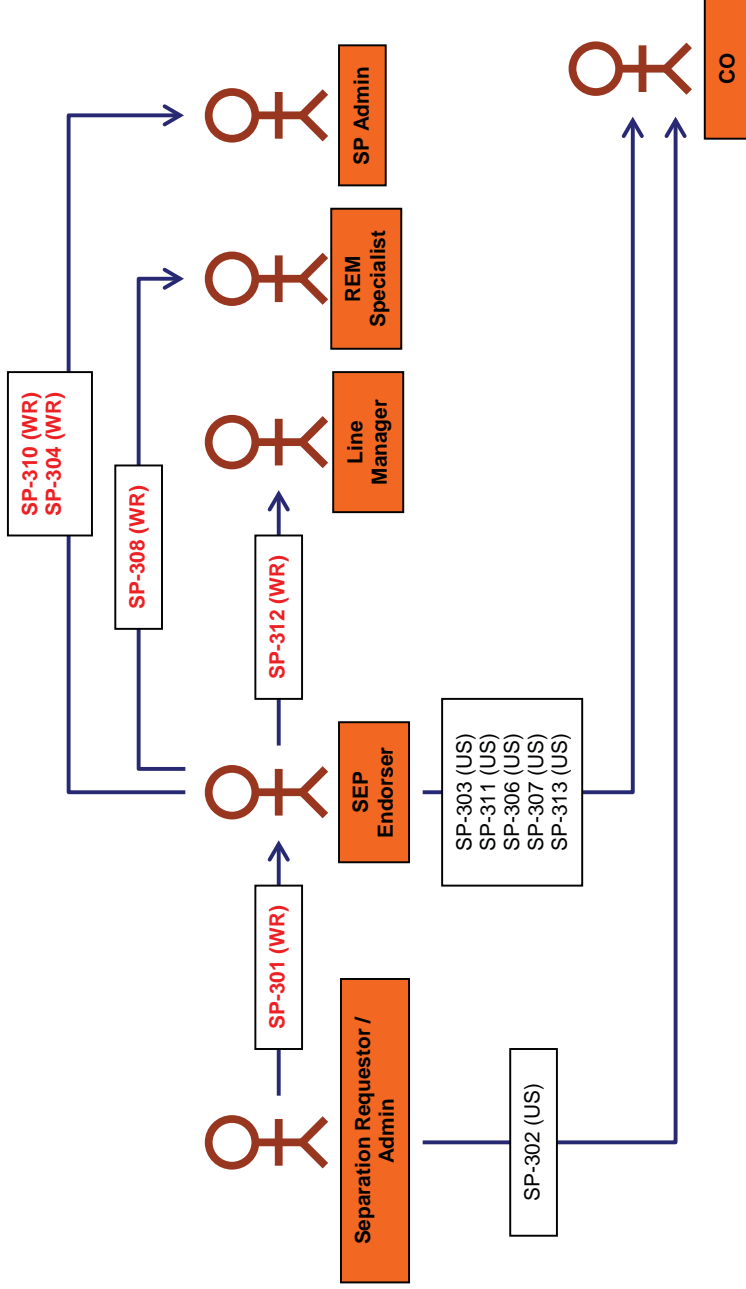 SP-310 (WR)
SP-304 (WR)
SP-308 (WR)
SP-301 (WR)
SP-312 (WR)
Separation Requestor /
Admin
SEP
Endorser
Line
Manager
REM
Specialist
SP Admin
SP-303 (US)
SP-311 (US)
SP-306 (US)
SP-307 (US)
SP-313 (US)
SP-302 (US)
CO